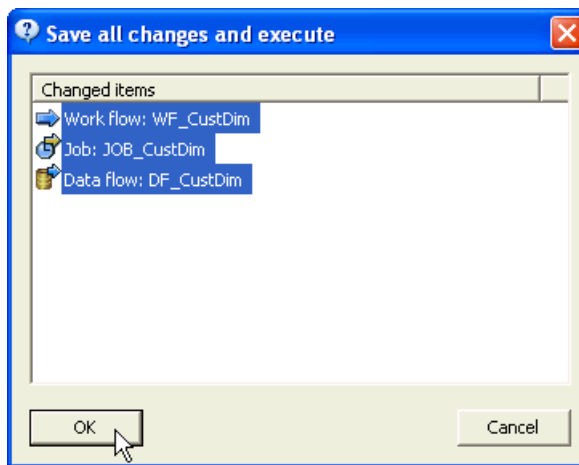 Save all changes and execute
Changed items
Work flow: WF_CustDim
Job: JOB_CustDim
Data flow: DF_CustDim
OK
Cancel